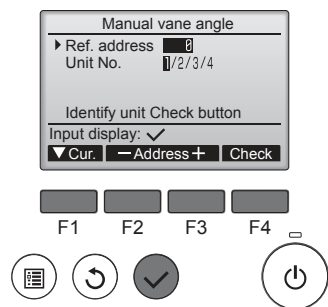 Manual vane angle
Ref. address 0
Unit No. 1/2/3/4
Identify unit Check button
Input display: ✓
▼Cur. －Address＋ Check
F1 F2 F3 F4